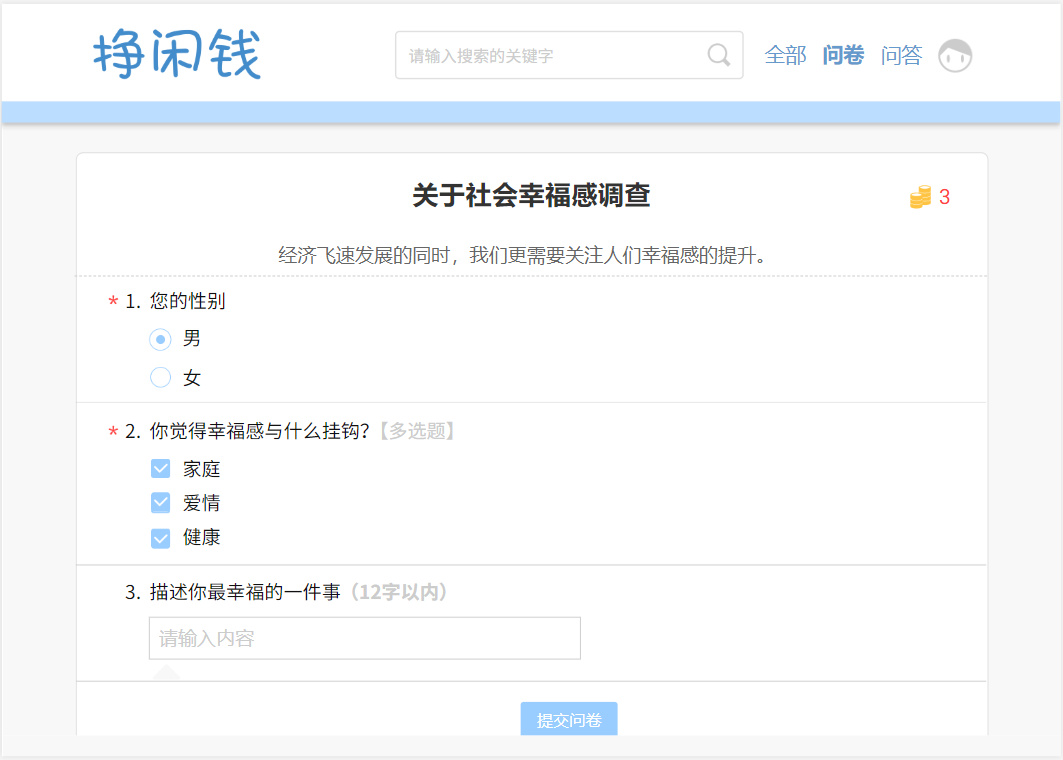 挣闲钱
请输入搜索的关键字
全部 问卷 问答
关于社会幸福感调查
3
经济飞速发展的同时，我们更需要关注人们幸福感的提升。
* 1. 您的性别
男
女
* 2. 你觉得幸福感与什么挂钩?【多选题】
家庭
爱情
健康
3. 描述你最幸福的一件事（12字以内）
请输入内容
提交问卷